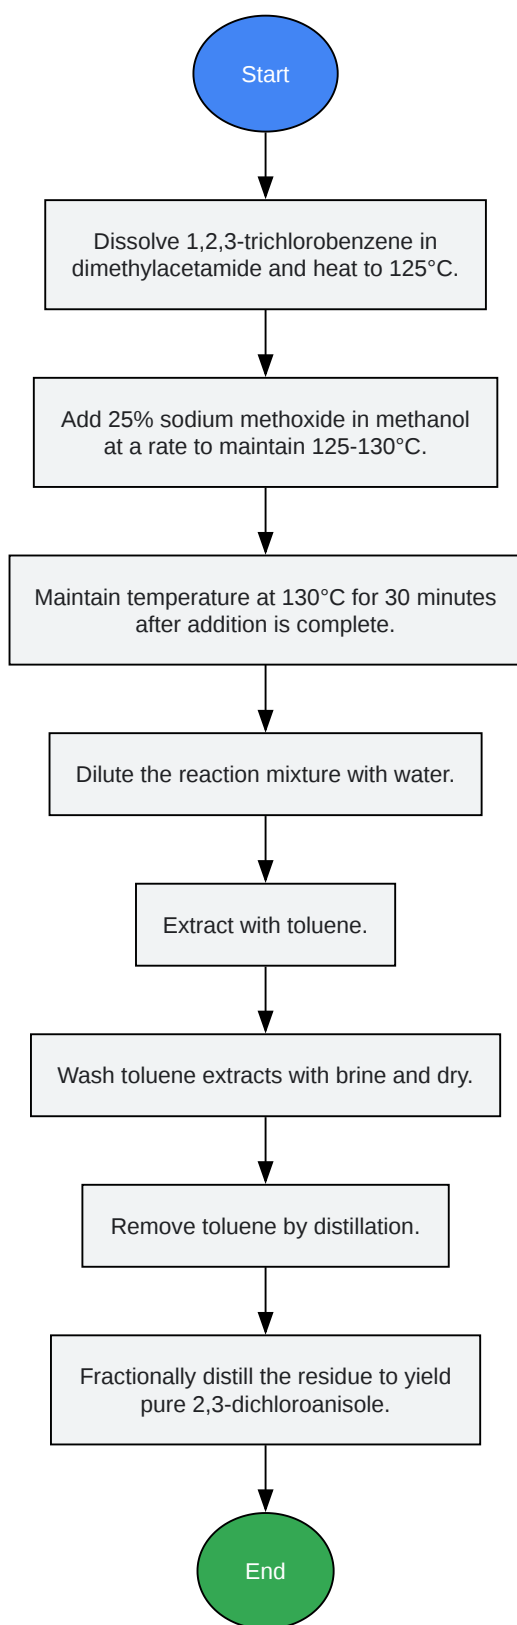 Start
Dissolve 1,2,3-trichlorobenzene in
dimethylacetamide and heat to 125°C.
Add 25% sodium methoxide in methanol
at a rate to maintain 125-130°C.
Maintain temperature at 130°C for 30 minutes
after addition is complete.
Dilute the reaction mixture with water.
Extract with toluene.
Wash toluene extracts with brine and dry.
Remove toluene by distillation.
Fractionally distill the residue to yield
pure 2,3-dichloroanisole.
End